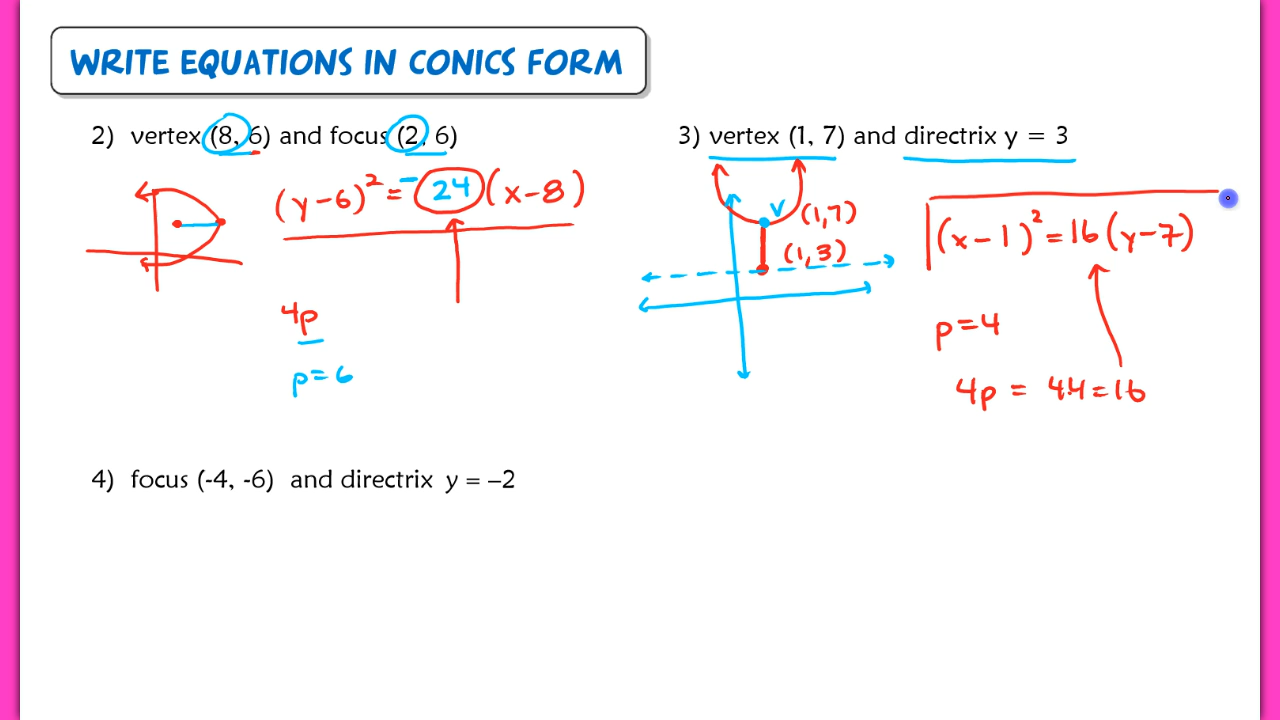 WRITE EQUATIONS IN CONICS FORM
2) vertex (8, 6) and focus (2, 6)
(y-6)² = -24(x-8)
4p
p=6
3) vertex (1, 7) and directrix y = 3
V
(1,7)
(1,3)
(x-1)² = 16(y-7)
p=4
4p = 4.4=16
4) focus (-4, -6) and directrix y = –2